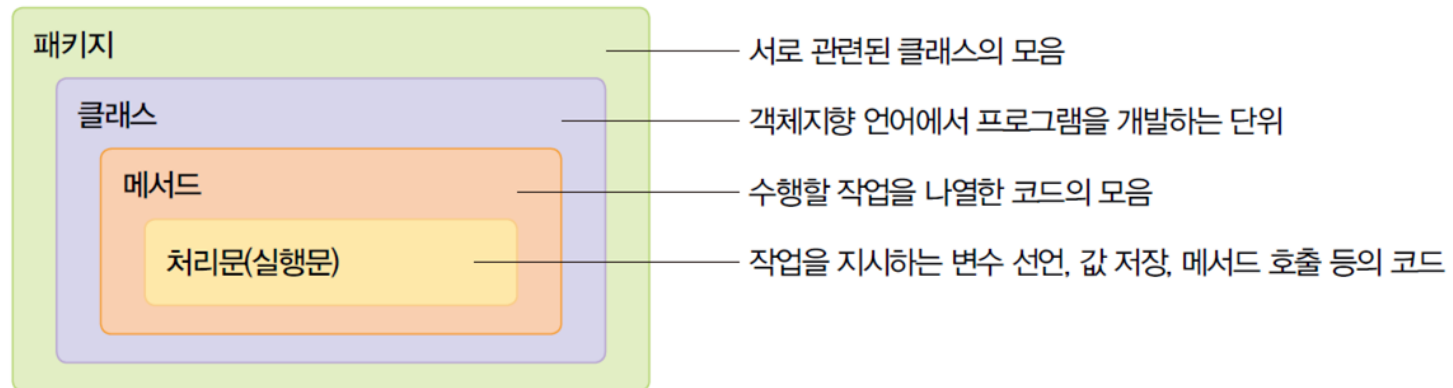 패키지
서로 관련된 클래스의 모음
클래스
객체지향 언어에서 프로그램을 개발하는 단위
메서드
수행할 작업을 나열한 코드의 모음
처리문(실행문)
작업을 지시하는 변수 선언, 값 저장, 메서드 호출 등의 코드